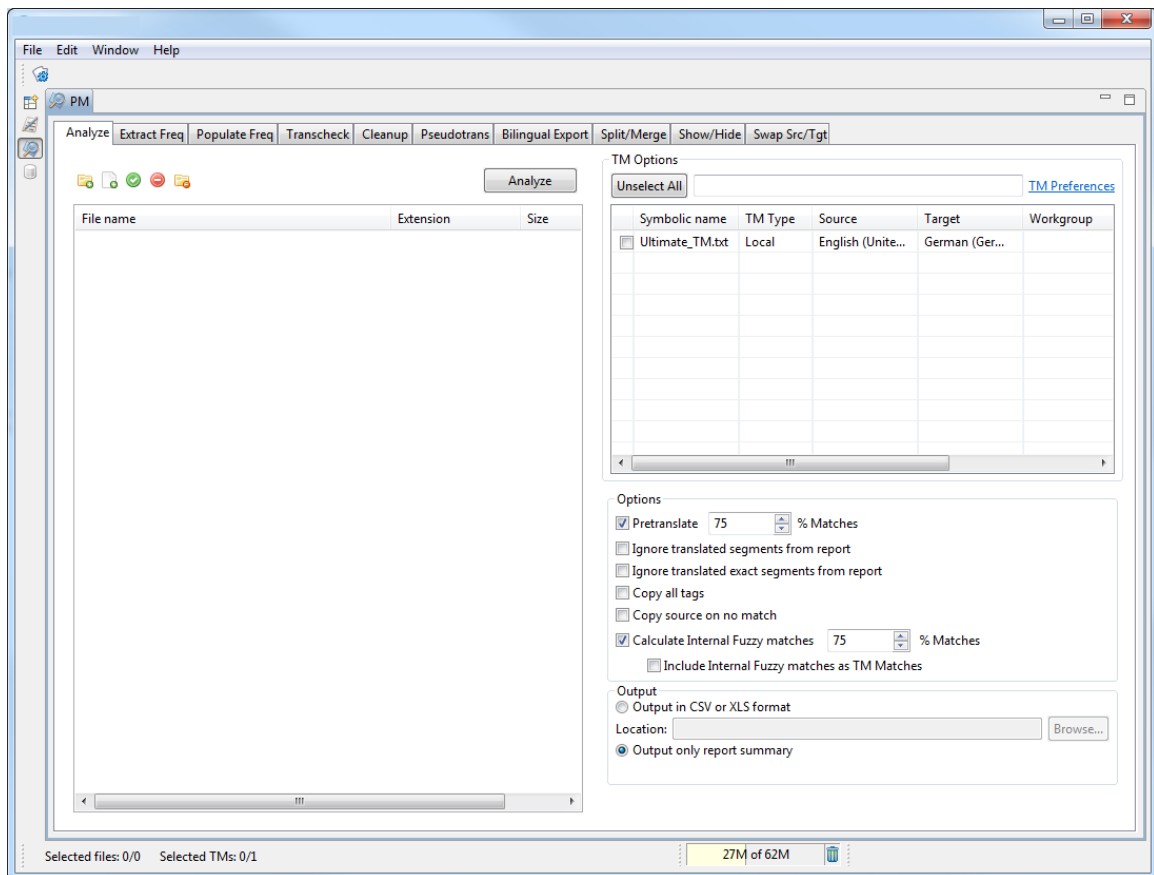 File Edit Window Help
PM
Analyze Extract Freq Populate Freq Transcheck Cleanup Pseudotrans Bilingual Export Split/Merge Show/Hide Swap Src/Tgt
Analyze
File name Extension Size
TM Options
Unselect All TM Preferences
Symbolic name TM Type Source Target Workgroup
Ultimate_TM.txt Local English (Unite... German (Ger...
Options
Pretranslate 75 % Matches
Ignore translated segments from report
Ignore translated exact segments from report
Copy all tags
Copy source on no match
Calculate Internal Fuzzy matches 75 % Matches
Include Internal Fuzzy matches as TM Matches
Output
Output in CSV or XLS format
Location: Browse...
Output only report summary
Selected files: 0/0 Selected TMs: 0/1 27M of 62M